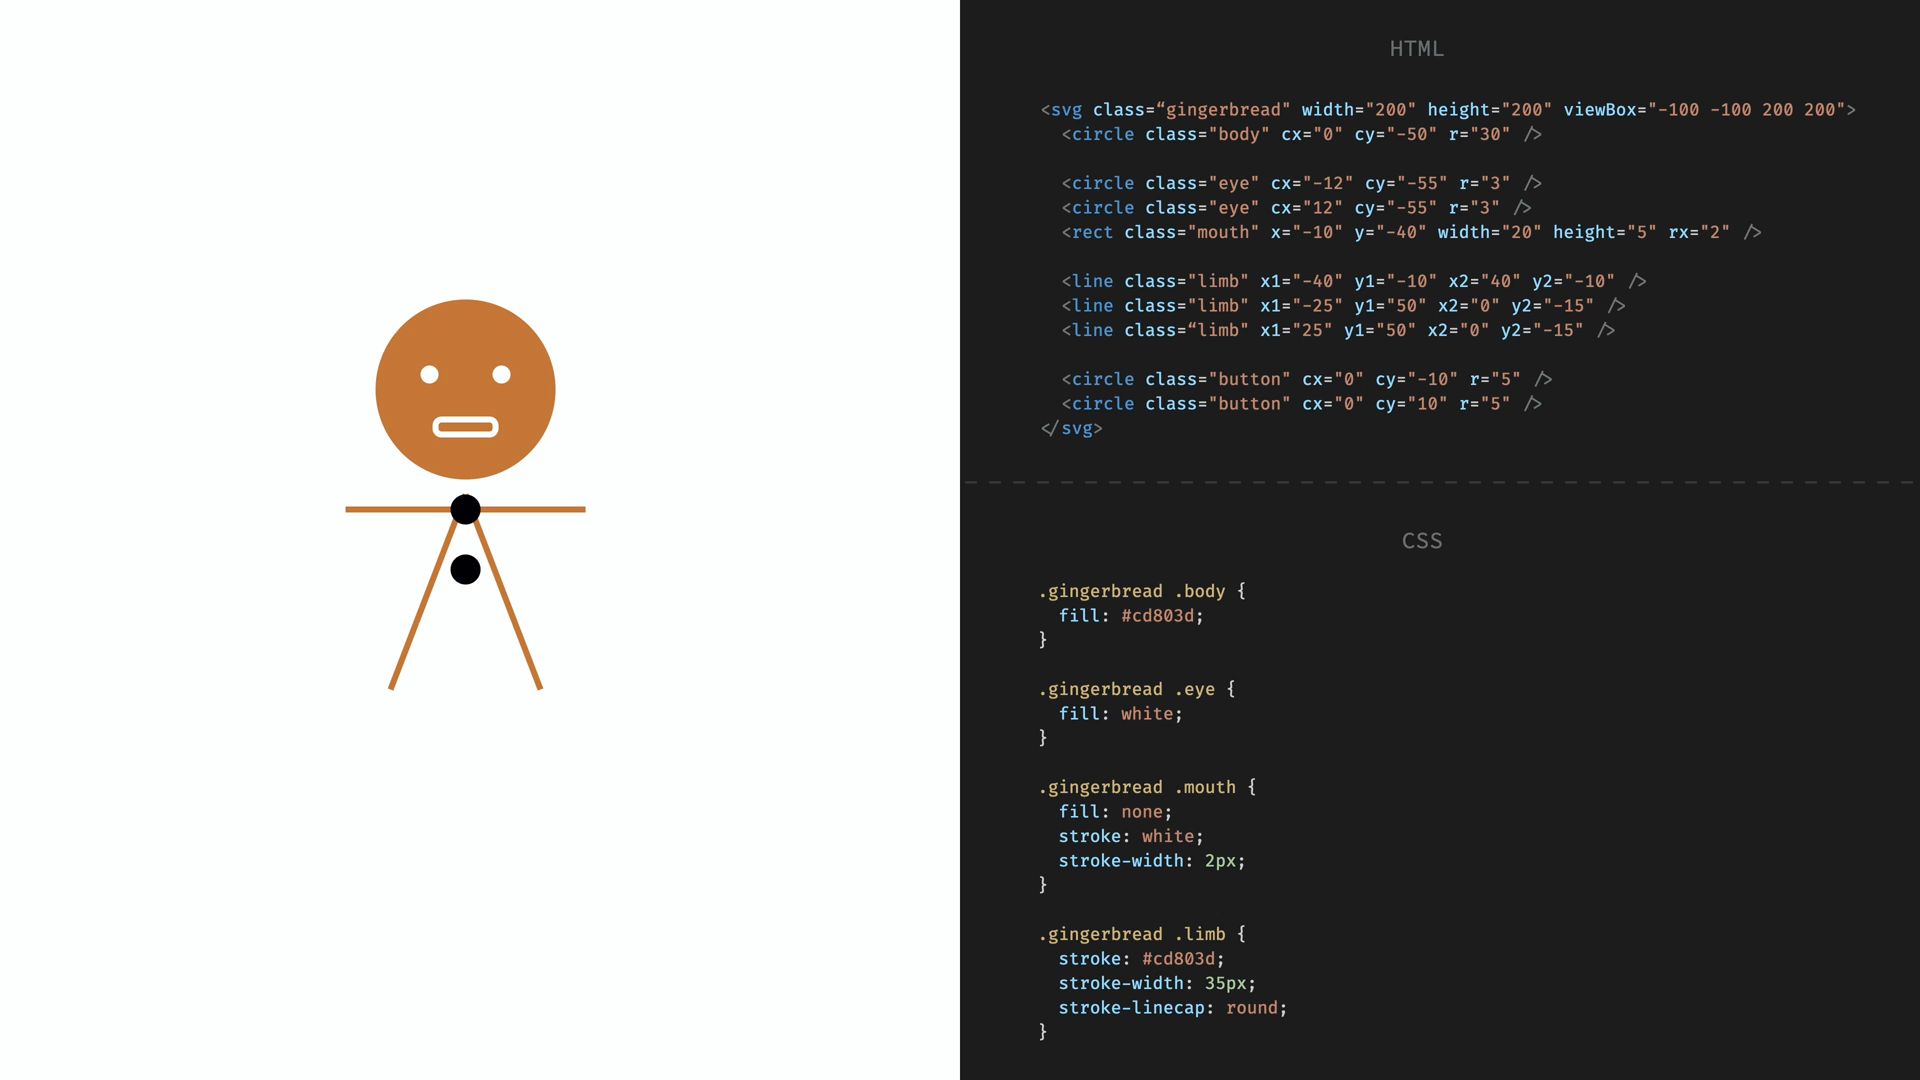 HTML
<svg class=“gingerbread" width="200" height="200" viewBox="-100 -100 200 200">
<circle class="body" cx="0" cy="-50" r="30" />
<circle class="eye" cx="-12" cy="-55" r="3" />
<circle class="eye" cx="12" cy="-55" r="3" />
<rect class="mouth" x="-10" y="-40" width="20" height="5" rx="2" />
<line class="limb" x1="-40" y1="-10" x2="40" y2="-10" />
<line class="limb" x1="-25" y1="50" x2="0" y2="-15" />
<line class=“limb" x1="25" y1="50" x2="0" y2="-15" />
<circle class="button" cx="0" cy="-10" r="5" />
<circle class="button" cx="0" cy="10" r="5" />
</svg>
CSS
.gingerbread .body {
fill: #cd803d;
}
.gingerbread .eye {
fill: white;
}
.gingerbread .mouth {
fill: none;
stroke: white;
stroke-width: 2px;
}
.gingerbread .limb {
stroke: #cd803d;
stroke-width: 35px;
stroke-linecap: round;
}